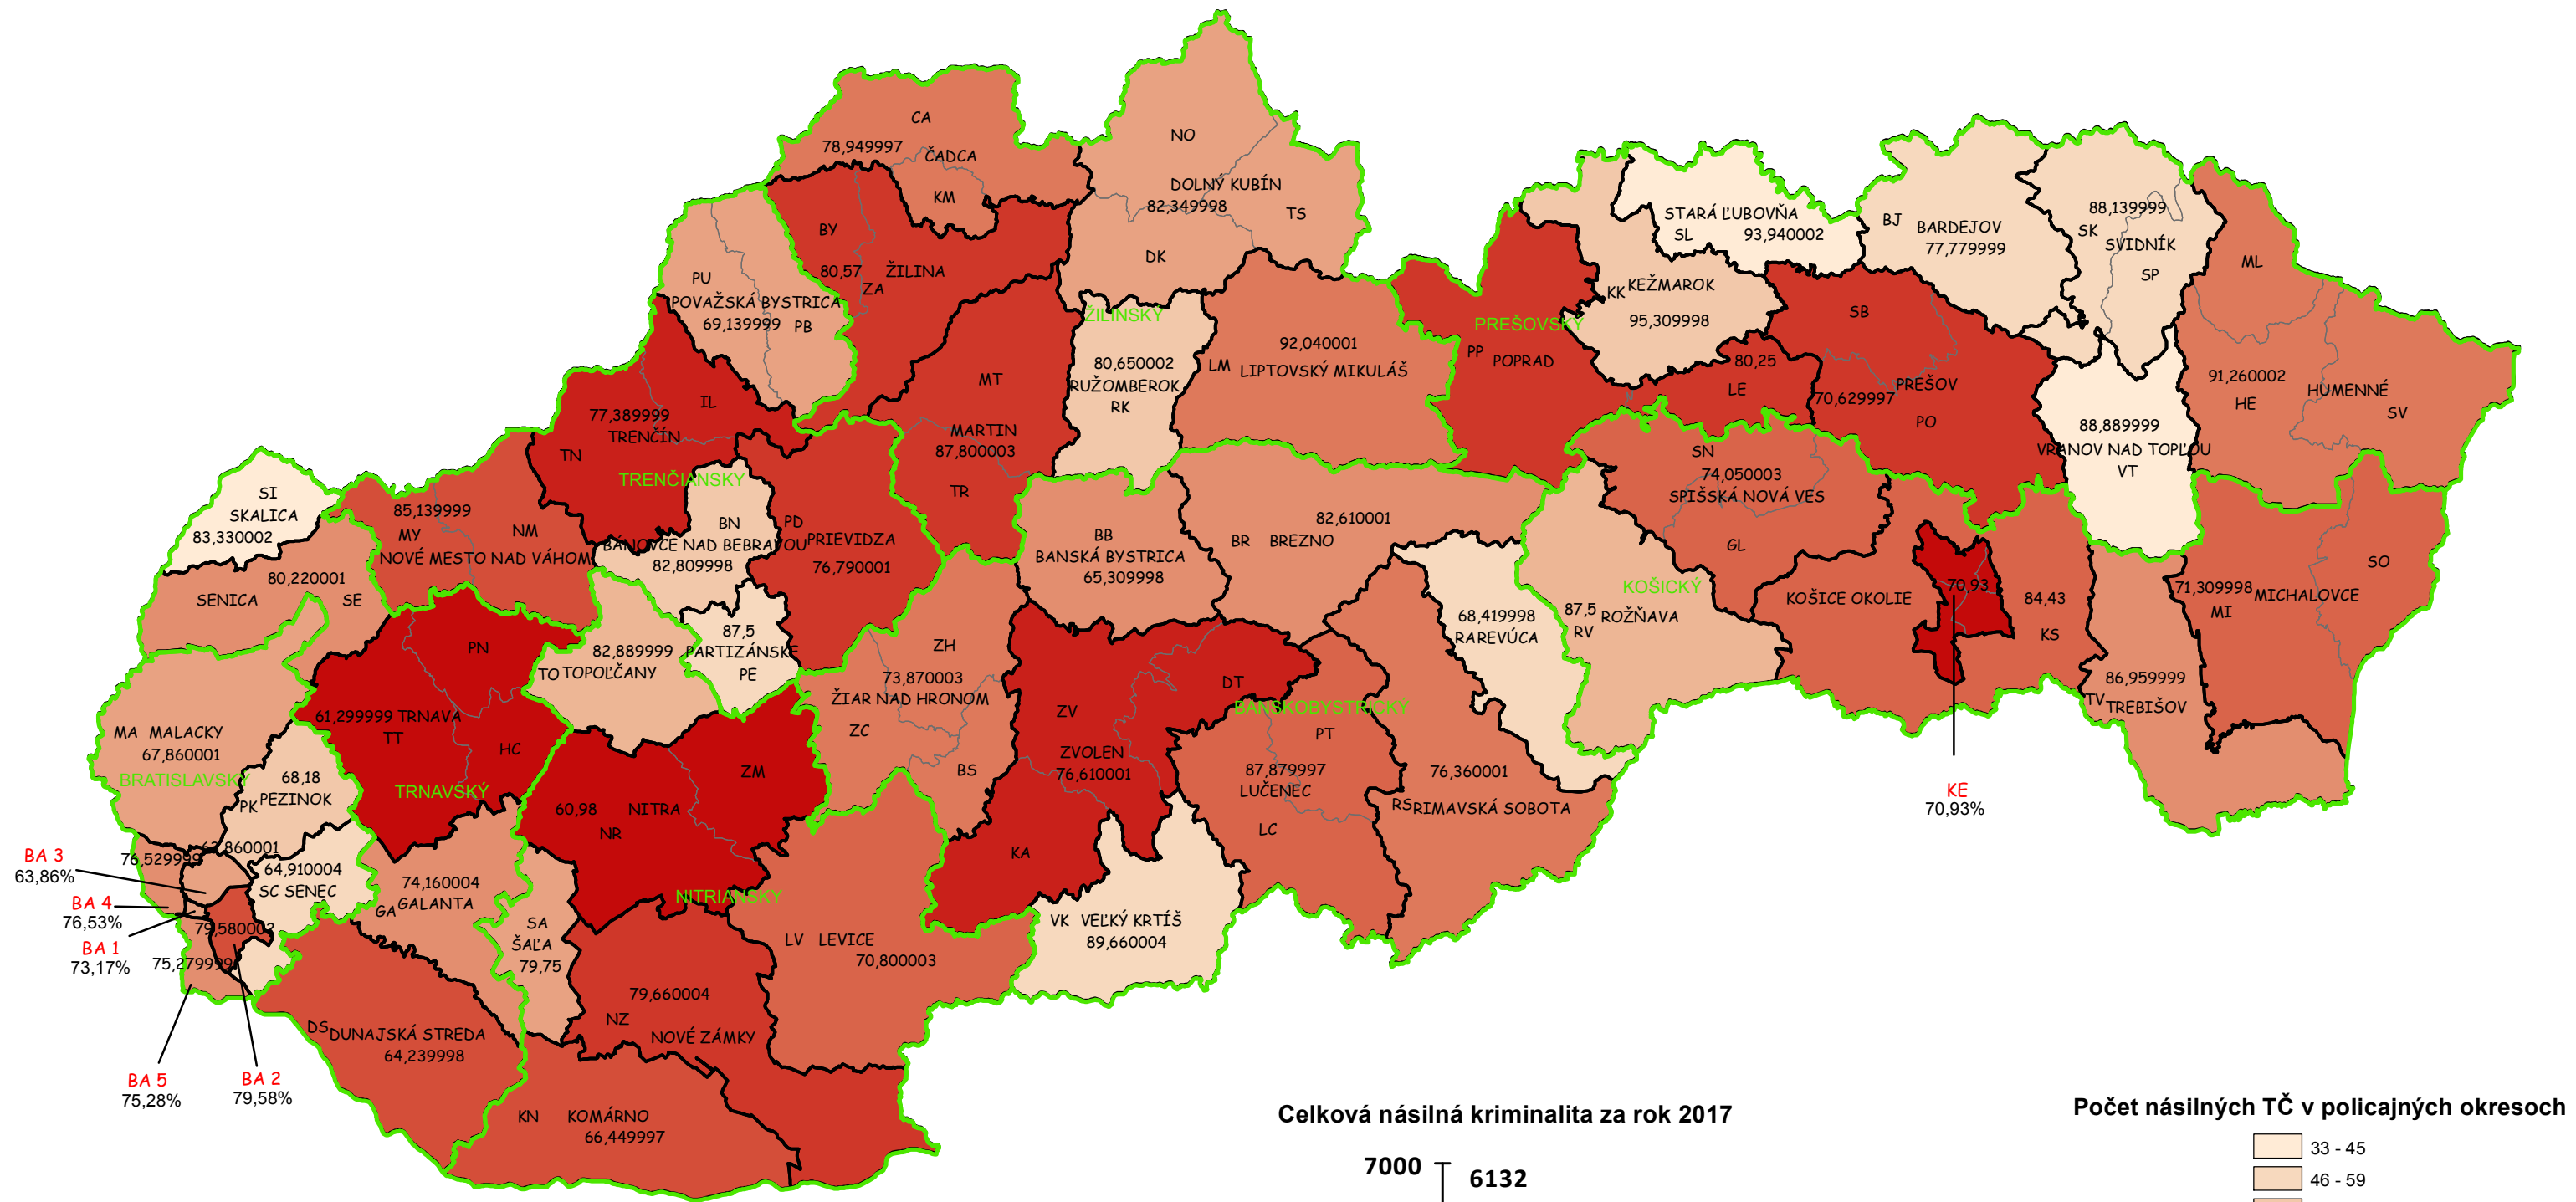 CA
78,949997
ČADCA
KM
NO
DOLNÝ KUBÍN
82,349998
TS
DK
BY
80,57
ZA
ŽILINA
PU
POVAŽSKÁ BYSTRICA
69,139999
PB
ŽILINSKÝ
80,650002
RUŽOMBEROK
RK
92,040001
LM LIPTOVSKÝ MIKULÁŠ
MT
MARTIN
87,800003
TR
STARÁ ĽUBOVŇA
SL
93,940002
BJ
BARDEJOV
77,779999
88,139999
SK
SVIDNÍK
SP
ML
KK KEŽMAROK
95,309998
PREŠOVSKÝ
PP
POPRAD
80,25
LE
SB
70,629997
PREŠOV
PO
91,260002
HUMENNÉ
HE
SV
88,889999
VRANOV NAD TOPĽOU
VT
IL
77,389999
TRENČÍN
TN
TRENČIANSKY
SI
SKALICA
83,330002
85,139999
MY
NM
NOVÉ MESTO NAD VÁHOM
BN
BÁNOVCE NAD BEBRAVOU
82,809998
PD
PRIEVIDZA
76,790001
BB
BANSKÁ BYSTRICA
65,309998
82,610001
BR BREZNO
SN
74,050003
SPIŠSKÁ NOVÁ VES
GL
KOŠICKÝ
87,5
RV
ROŽŇAVA
68,419998
RAREVÚCA
KOŠICE OKOLIE
70,93
84,43
KS
71,309998
MI
MICHALOVCE
SO
86,959999
TV TREBIŠOV
80,220001
SENICA
SE
PN
61,299999 TRNAVA
TT
HC
TRNAVSKÝ
82,889999
TO TOPOĽČANY
87,5
PARTIZÁNSKE
PE
ZH
73,870003
ŽIAR NAD HRONOM
ZC
BS
DT
ZV
ZVOLEN
76,610001
KA
BANSKOBYSTRICKÝ
PT
87,879997
LUČENEC
LC
76,360001
RS RIMAVSKÁ SOBOTA
MA MALACKY
67,860001
BRATISLAVSKÝ
68,18
PK PEZINOK
63,860001
76,529999
64,910004
SC SENEC
79,580002
75,279999
74,160004
GA GALANTA
60,98
NITRA
NR
ZM
NITRIANSKY
SA
ŠAĽA
79,75
LV LEVICE
70,800003
VK VEĽKÝ KRTÍŠ
89,660004
79,660004
NZ
NOVÉ ZÁMKY
DS DUNAJSKÁ STREDA
64,239998
KN KOMÁRNO
66,449997
BA 3
63,86%
BA 4
76,53%
BA 1
73,17%
BA 5
75,28%
BA 2
79,58%
KE
70,93%
Celková násilná kriminalita za rok 2017
7000
6132
Počet násilných TČ v policajných okresoch
33 - 45
46 - 59